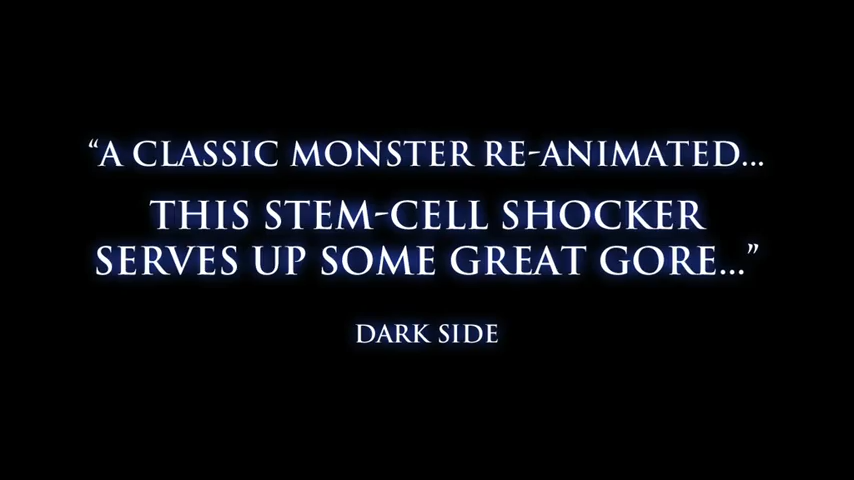 “A CLASSIC MONSTER RE-ANIMATED...
THIS STEM-CELL SHOCKER
SERVES UP SOME GREAT GORE...”
DARK SIDE